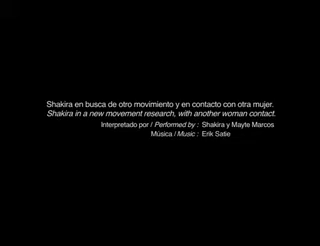 Shakira en busca de otro movimiento y en contacto con otra mujer.
Shakira in a new movement research, with another woman contact.
Interpretado por / Performed by : Shakira y Mayte Marcos
Música / Music : Erik Satie